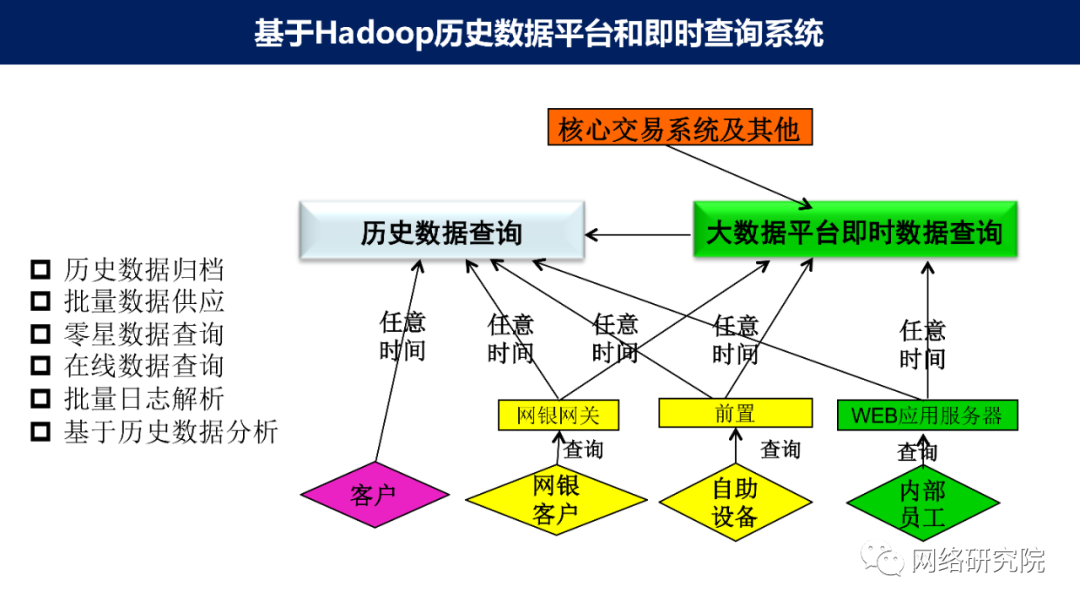 基于Hadoop历史数据平台和即时查询系统
核心交易系统及其他
历史数据查询
大数据平台即时数据查询
历史数据归档
批量数据供应
零星数据查询
在线数据查询
批量日志解析
基于历史数据分析
任意
时间
任意
时间
任意
时间
任意
时间
任意
时间
网银网关
前置
WEB应用服务器
查询
查询
查询
客户
网银
客户
自助
设备
内部
员工
网络研究院